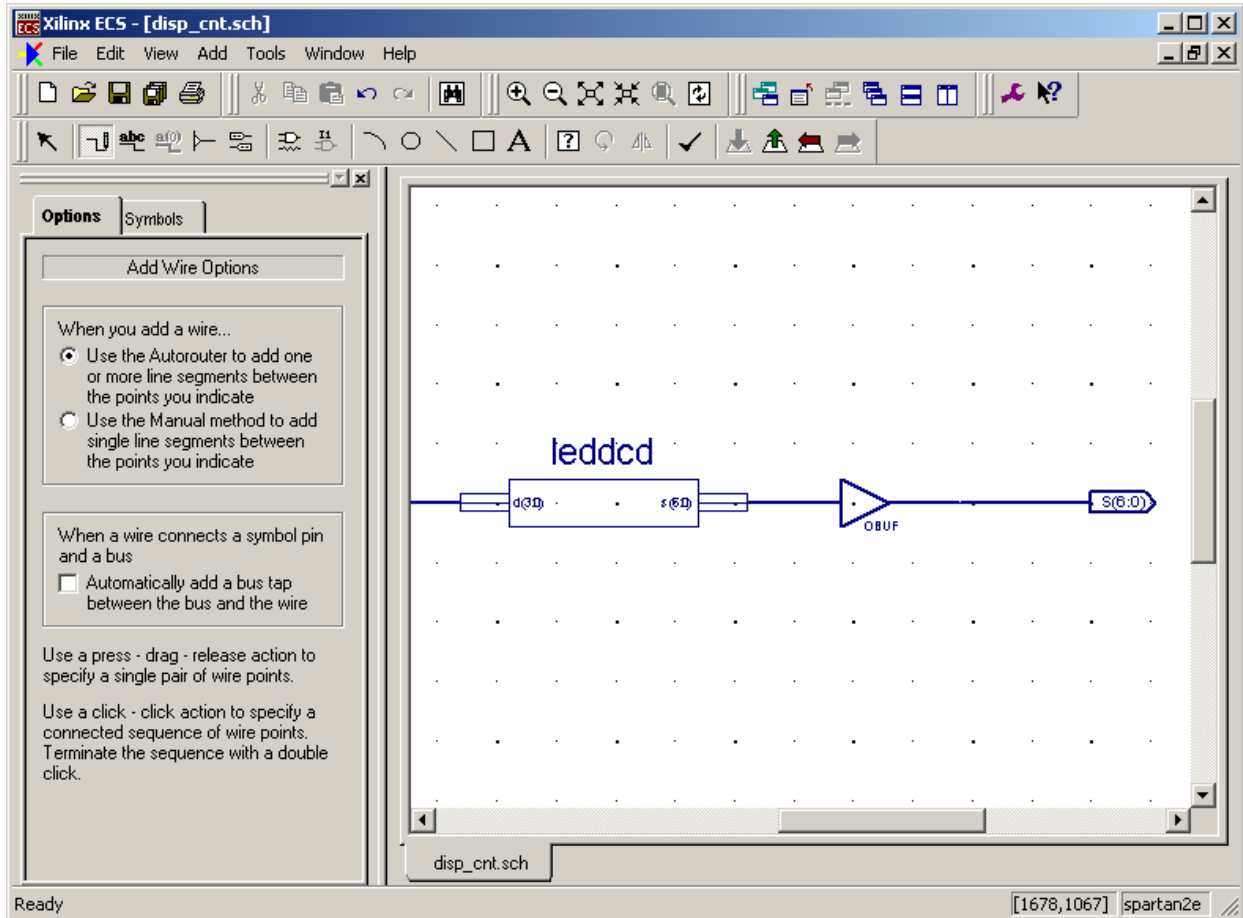 Xilinx ECS - [disp_cnt.sch]
File Edit View Add Tools Window Help
abc
A
Options Symbols
Add Wire Options
When you add a wire...
Use the Autorouter to add one
or more line segments between
the points you indicate
Use the Manual method to add
single line segments between
the points you indicate
When a wire connects a symbol pin
and a bus
Automatically add a bus tap
between the bus and the wire
Use a press - drag - release action to
specify a single pair of wire points.
Use a click - click action to specify a
connected sequence of wire points.
Terminate the sequence with a double
click.
leddcd
OBUF
S(6:0)
disp_cnt.sch
Ready [1678,1067] spartan2e